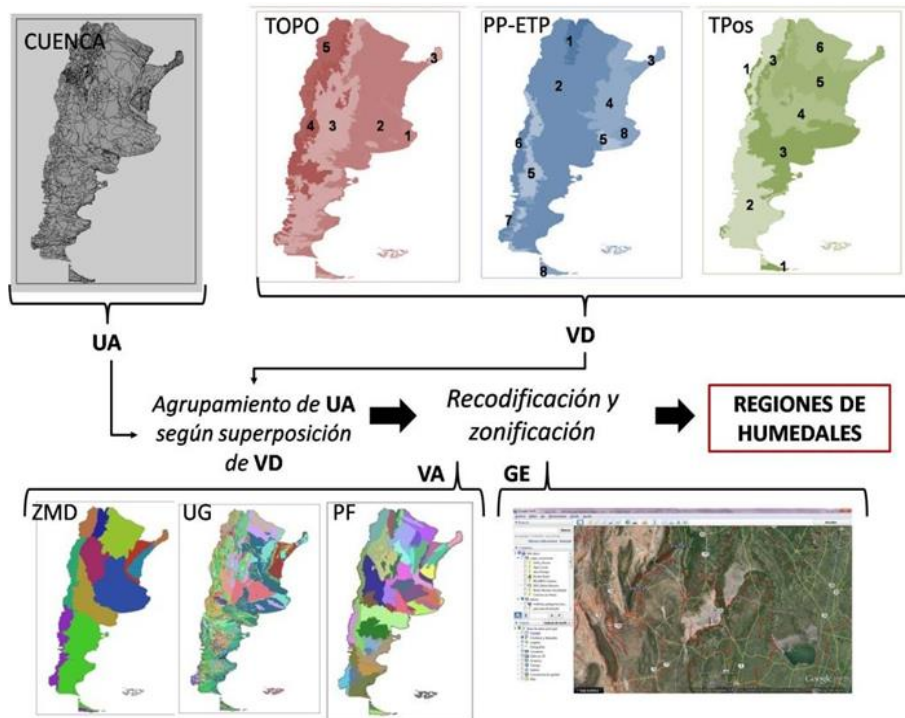 CUENCA
TOPO
5
3
4
3
2
1
PP-ETP
1
3
2
4
5
8
6
5
7
8
TPos
6
1
3
5
4
3
2
1
UA
VD
Agrupamiento de UA
según superposición
de VD
Recodificación y
zonificación
REGIONES DE
HUMEDALES
VA
GE
ZMD
UG
PF
Google